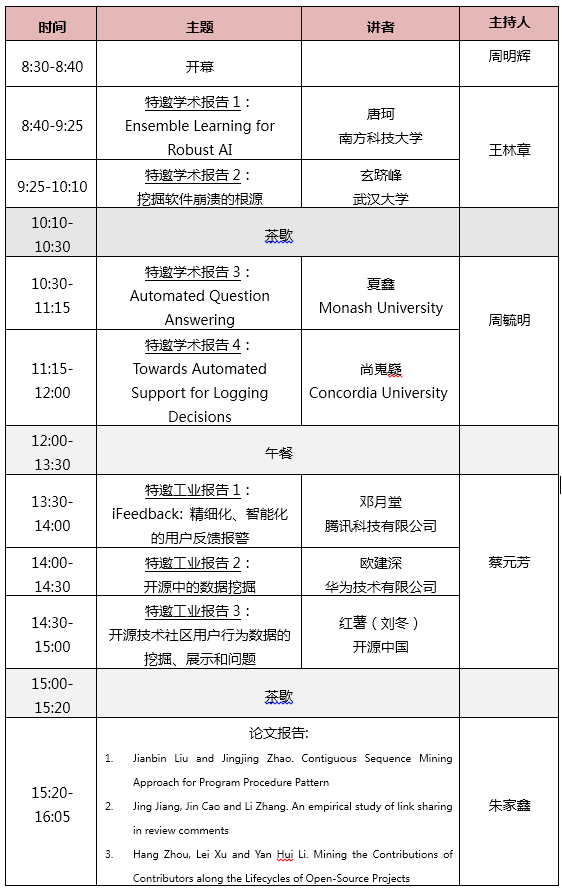 时间 主题 讲者 主持人
8:30-8:40 开幕 周明辉
8:40-9:25
特邀学术报告 1：
Ensemble Learning for
Robust AI
唐珂
南方科技大学
王林章
9:25-10:10
特邀学术报告 2：
挖掘软件崩溃的根源
玄跻峰
武汉大学
10:10-
10:30
茶歇
10:30-
11:15
特邀学术报告 3：
Automated Question
Answering
夏鑫
Monash University
周毓明
11:15-
12:00
特邀学术报告 4：
Towards Automated
Support for Logging
Decisions
尚嵬嶷
Concordia University
12:00-
13:30
午餐
13:30-
14:00
特邀工业报告 1：
iFeedback: 精细化、智能化
的用户反馈报警
邓月堂
腾讯科技有限公司
蔡元芳
14:00-
14:30
特邀工业报告 2：
开源中的数据挖掘
欧建深
华为技术有限公司
14:30-
15:00
特邀工业报告 3：
开源技术社区用户行为数据的
挖掘、展示和问题
红薯（刘冬）
开源中国
15:00-
15:20
茶歇
15:20-
16:05
论文报告:
1. Jianbin Liu and Jingjing Zhao. Contiguous Sequence Mining
Approach for Program Procedure Pattern
2. Jing Jiang, Jin Cao and Li Zhang. An empirical study of link sharing
in review comments
3. Hang Zhou, Lei Xu and Yan Hui Li. Mining the Contributions of
Contributors along the Lifecycles of Open-Source Projects
朱家鑫